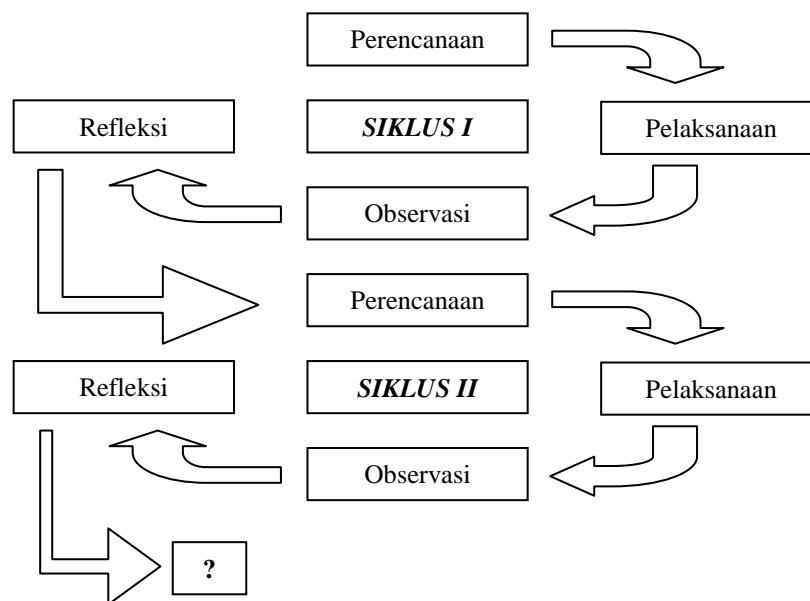 Perencanaan
Refleksi
SIKLUS I
Pelaksanaan
Observasi
Perencanaan
Refleksi
SIKLUS II
Pelaksanaan
Observasi
?